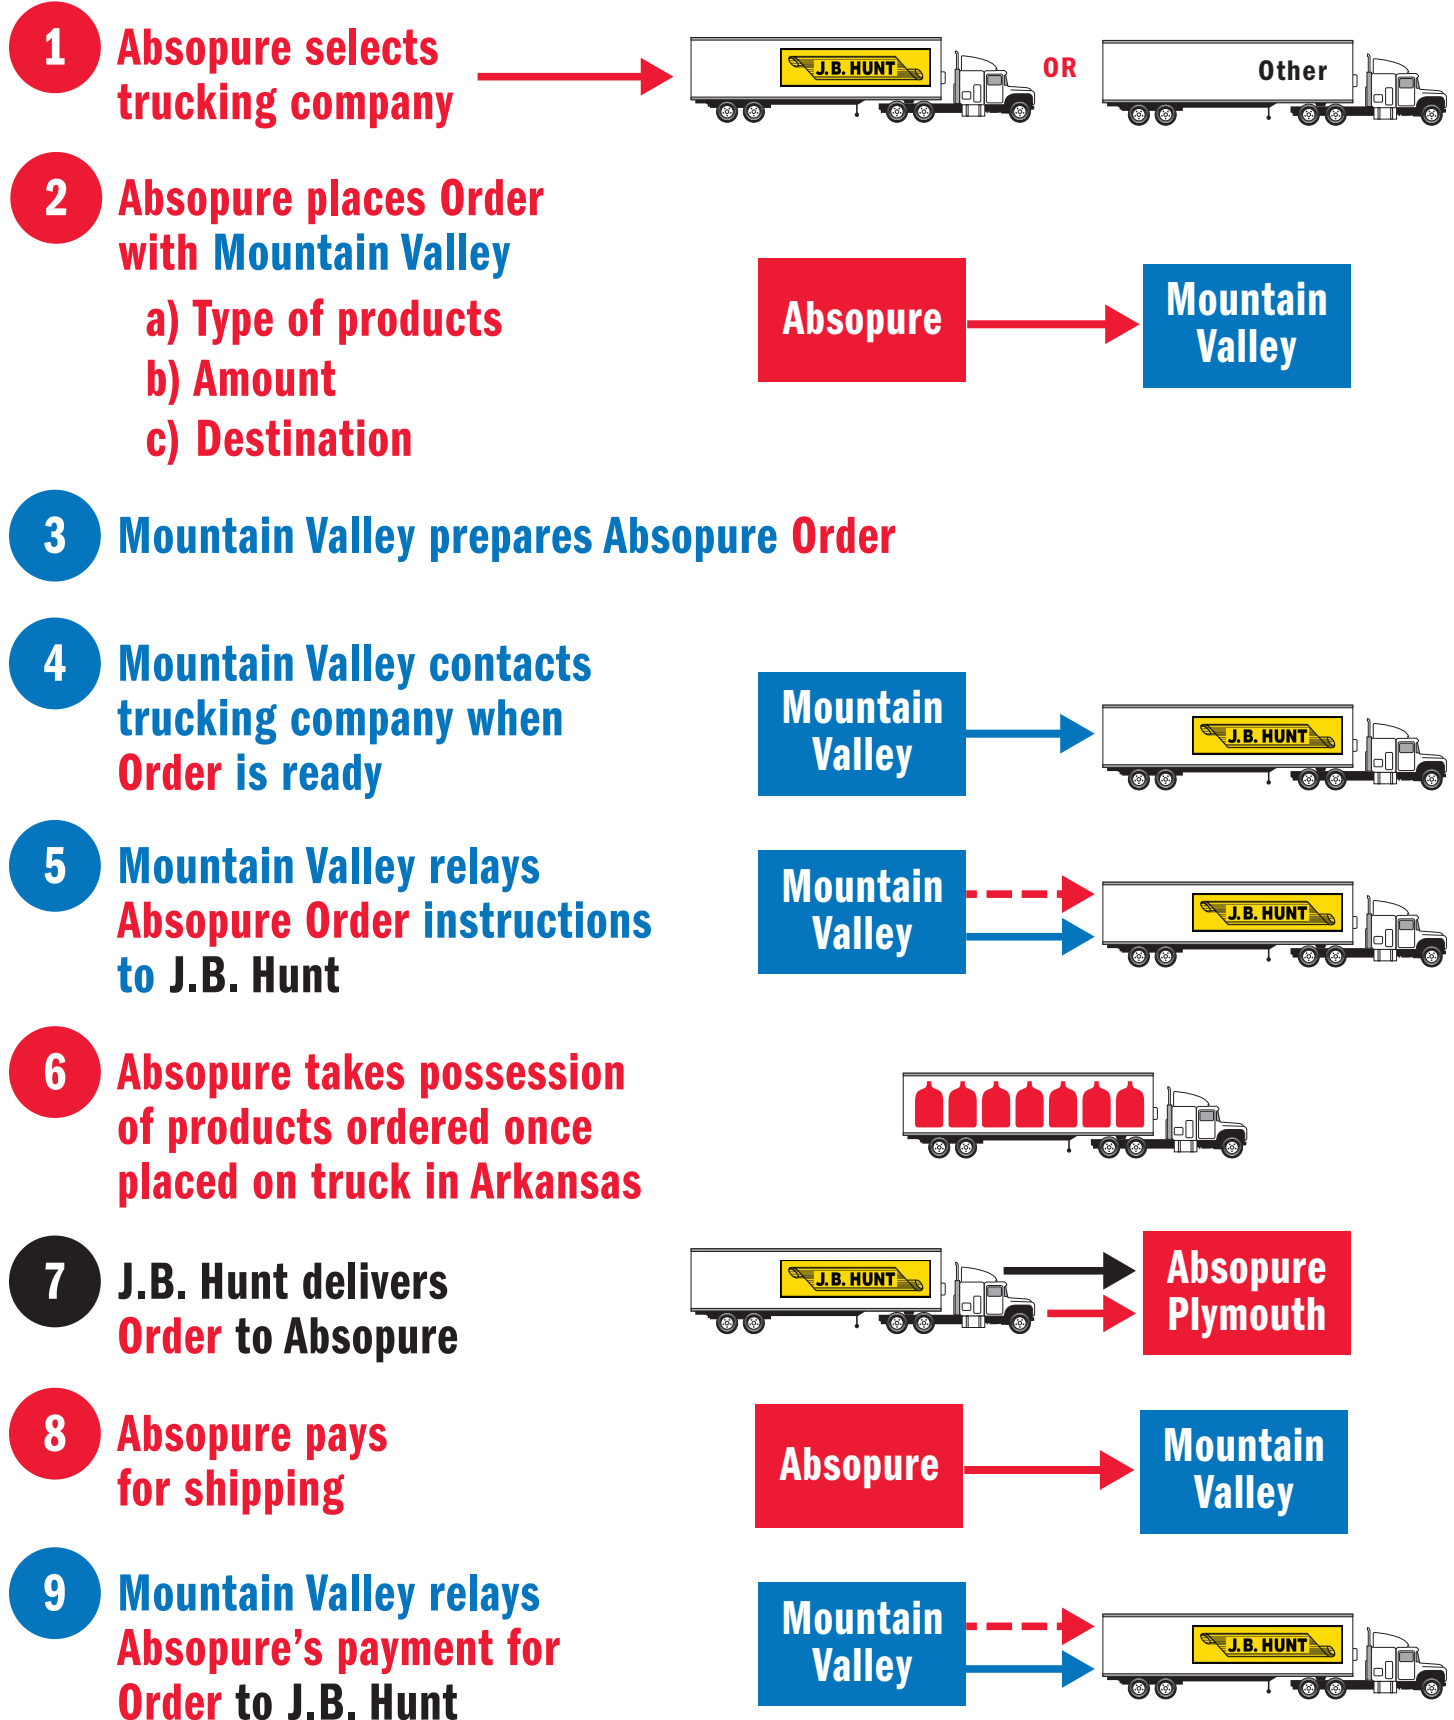 1
Absopure selects
trucking company
J.B. HUNT
OR
Other
2
Absopure places Order
with Mountain Valley
a) Type of products
b) Amount
c) Destination
Absopure
Mountain
Valley
3
Mountain Valley prepares Absopure Order
4
Mountain Valley contacts
trucking company when
Order is ready
Mountain
Valley
J.B. HUNT
5
Mountain Valley relays
Absopure Order instructions
to J.B. Hunt
Mountain
Valley
J.B. HUNT
6
Absopure takes possession
of products ordered once
placed on truck in Arkansas
7
J.B. Hunt delivers
Order to Absopure
J.B. HUNT
Absopure
Plymouth
8
Absopure pays
for shipping
Absopure
Mountain
Valley
9
Mountain Valley relays
Absopure’s payment for
Order to J.B. Hunt
Mountain
Valley
J.B. HUNT